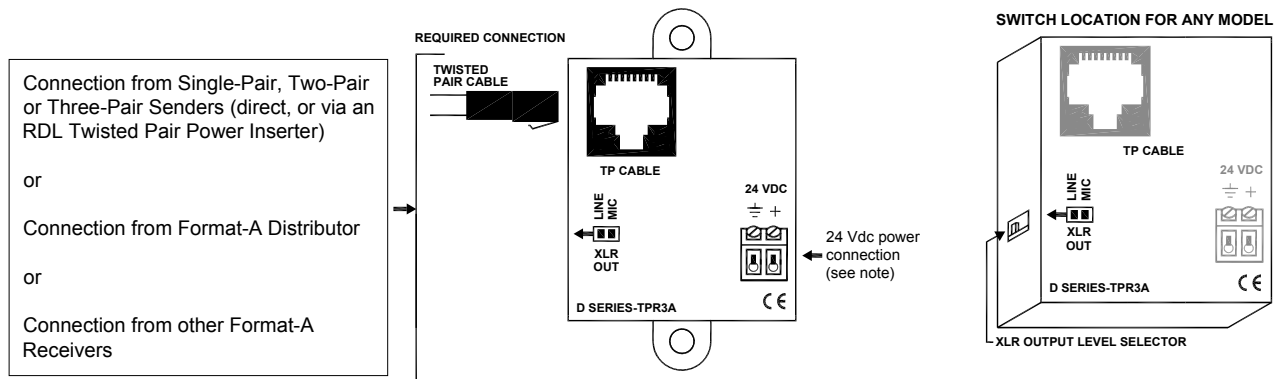 Connection from Single-Pair, Two-Pair
or Three-Pair Senders (direct, or via an
RDL Twisted Pair Power Inserter)
or
Connection from Format-A Distributor
or
Connection from other Format-A
Receivers
REQUIRED CONNECTION
TWISTED
PAIR CABLE
TP CABLE
LINE
MIC
XLR
OUT
24 VDC
+
D SERIES-TPR3A
CE
24 Vdc power
connection
(see note)
SWITCH LOCATION FOR ANY MODEL
TP CABLE
24 VDC
+
LINE
MIC
XLR
OUT
D SERIES-TPR3A
CE
XLR OUTPUT LEVEL SELECTOR